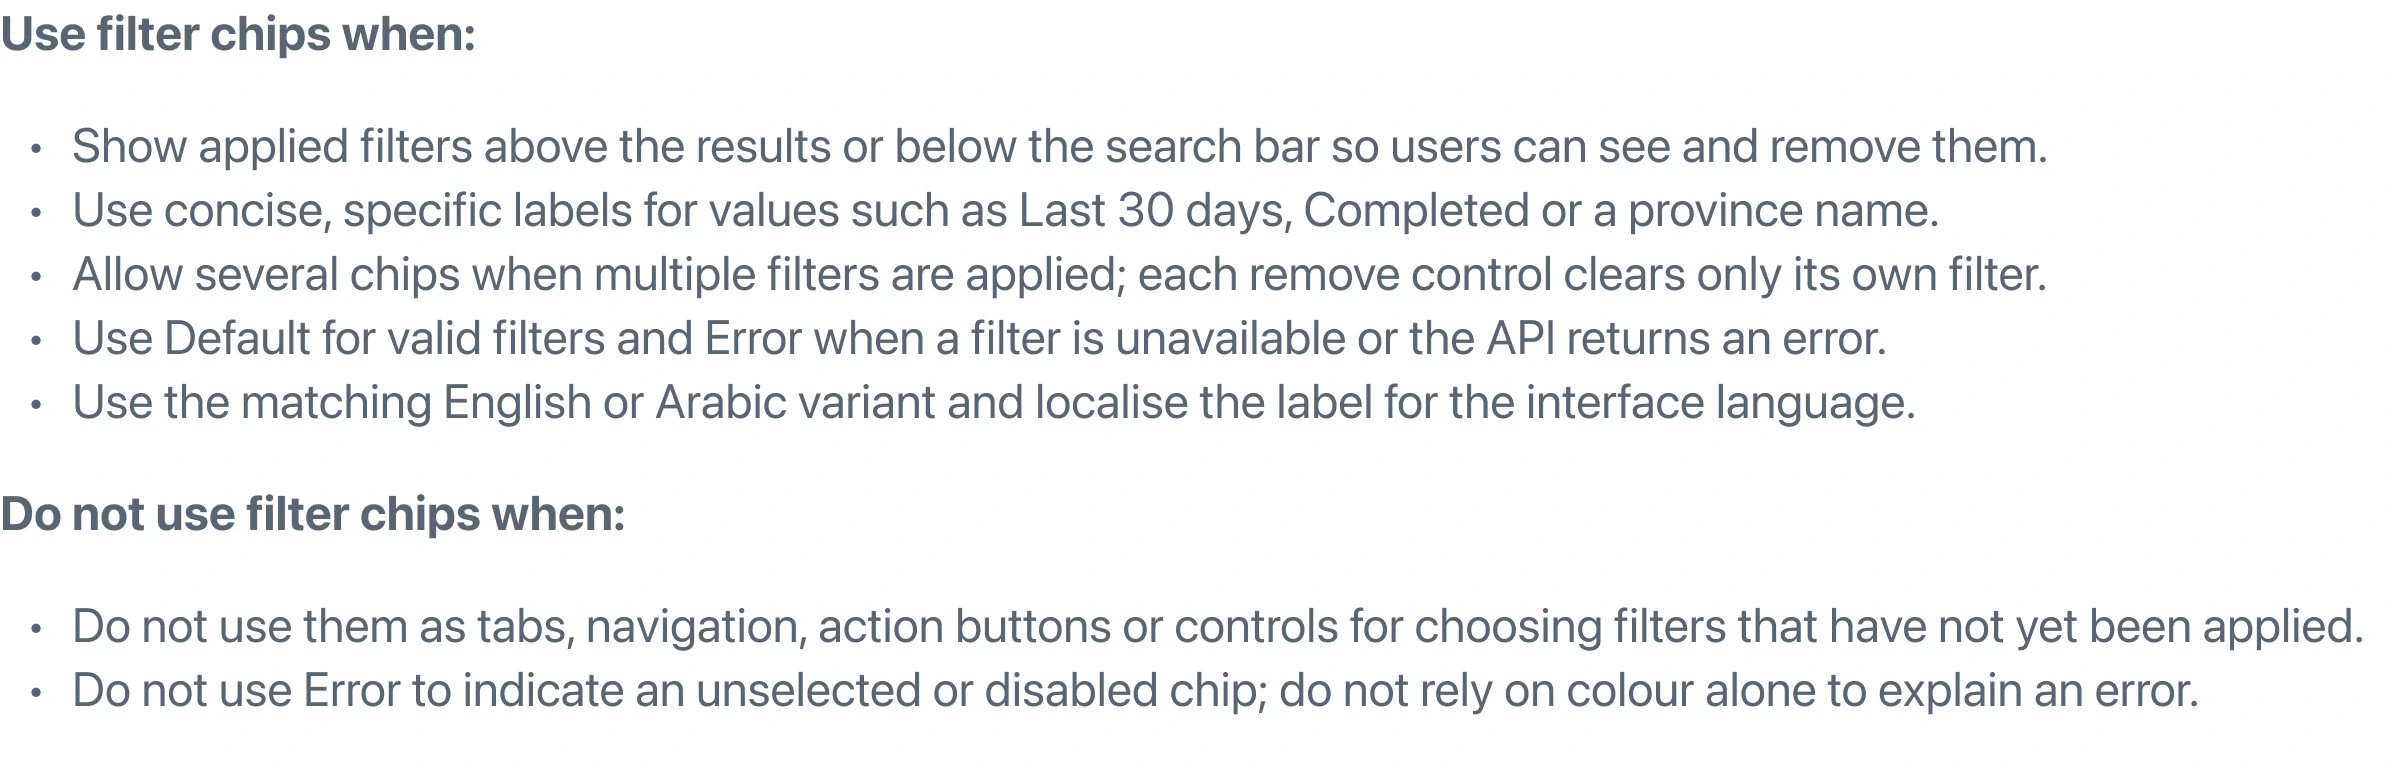 Use filter chips when:
• Show applied filters above the results or below the search bar so users can see and remove them.
• Use concise, specific labels for values such as Last 30 days, Completed or a province name.
• Allow several chips when multiple filters are applied; each remove control clears only its own filter.
• Use Default for valid filters and Error when a filter is unavailable or the API returns an error.
• Use the matching English or Arabic variant and localise the label for the interface language.
Do not use filter chips when:
• Do not use them as tabs, navigation, action buttons or controls for choosing filters that have not yet been applied.
• Do not use Error to indicate an unselected or disabled chip; do not rely on colour alone to explain an error.